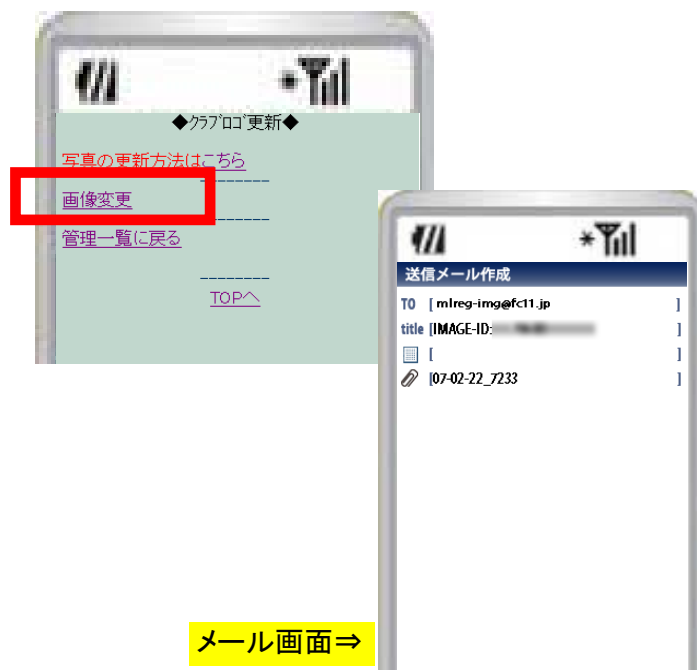 ◆クラブロゴ更新◆
写真の更新方法はこちら
--------
画像変更
--------
管理一覧に戻る
--------
TOPへ
送信メール作成
TO [ mlreg-img@fc11.jp ]
title [IMAGE-ID: ]
[ ]
[07-02-22_7233 ]
メール画面⇒